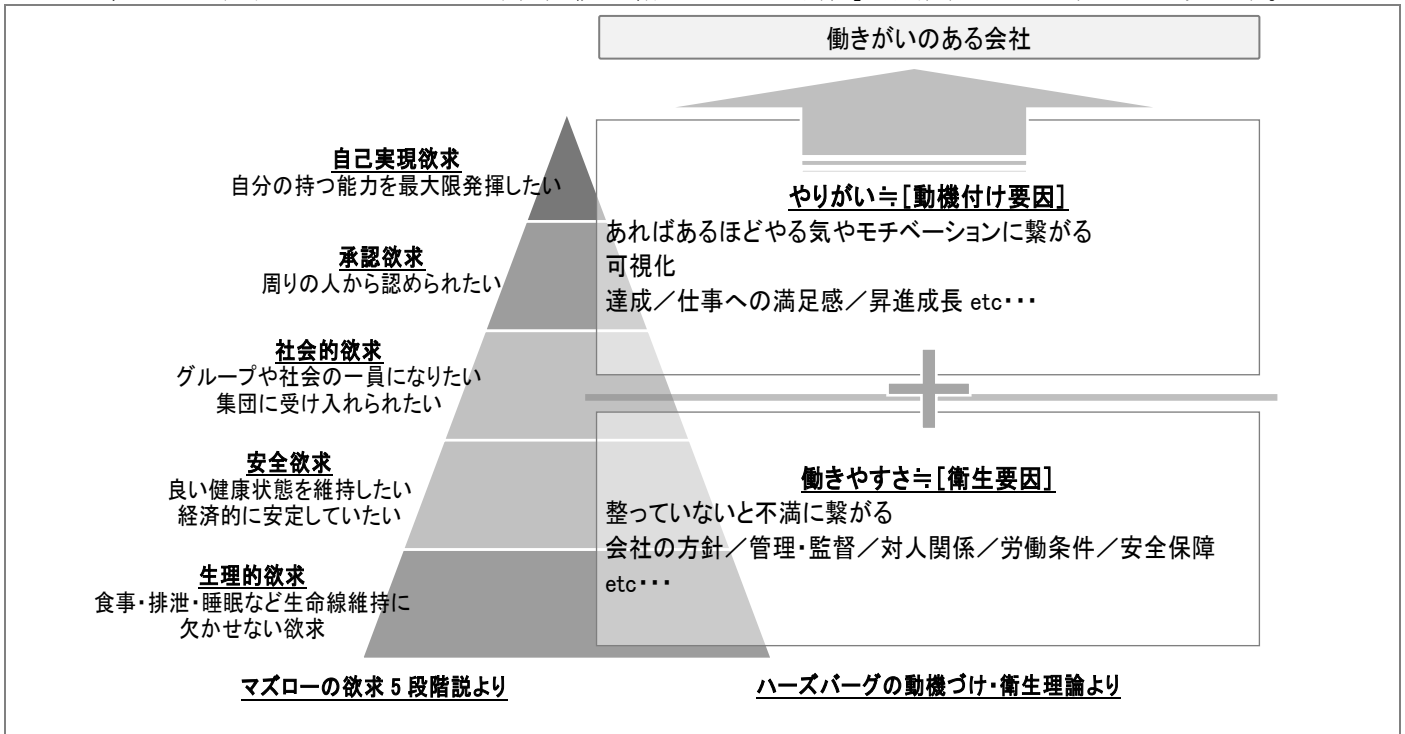 働きがいのある会社
自己実現欲求
自分の持つ能力を最大限発揮したい
承認欲求
周りの人から認められたい
社会的欲求
グループや社会の一員になりたい
集団に受け入れられたい
安全欲求
良い健康状態を維持したい
経済的に安定していたい
生理的欲求
食事・排泄・睡眠など生命線維持に
欠かせない欲求
マズローの欲求5段階説より
やりがい≒[動機付け要因]
あればあるほどやる気やモチベーションに繋がる
可視化
達成／仕事への満足感／昇進成長 etc・・・
働きやすさ≒[衛生要因]
整っていないと不満に繋がる
会社の方針／管理・監督／対人関係／労働条件／安全保障
etc・・・
ハーズバーグの動機づけ・衛生理論より